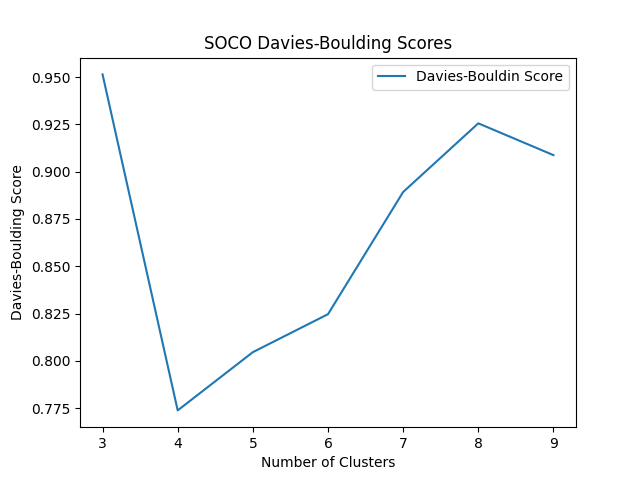 SOCO Davies-Boulding Scores
Davies-Bouldin Score
Davies-Boulding Score
0.950
0.925
0.900
0.875
0.850
0.825
0.800
0.775
3 4 5 6 7 8 9
Number of Clusters